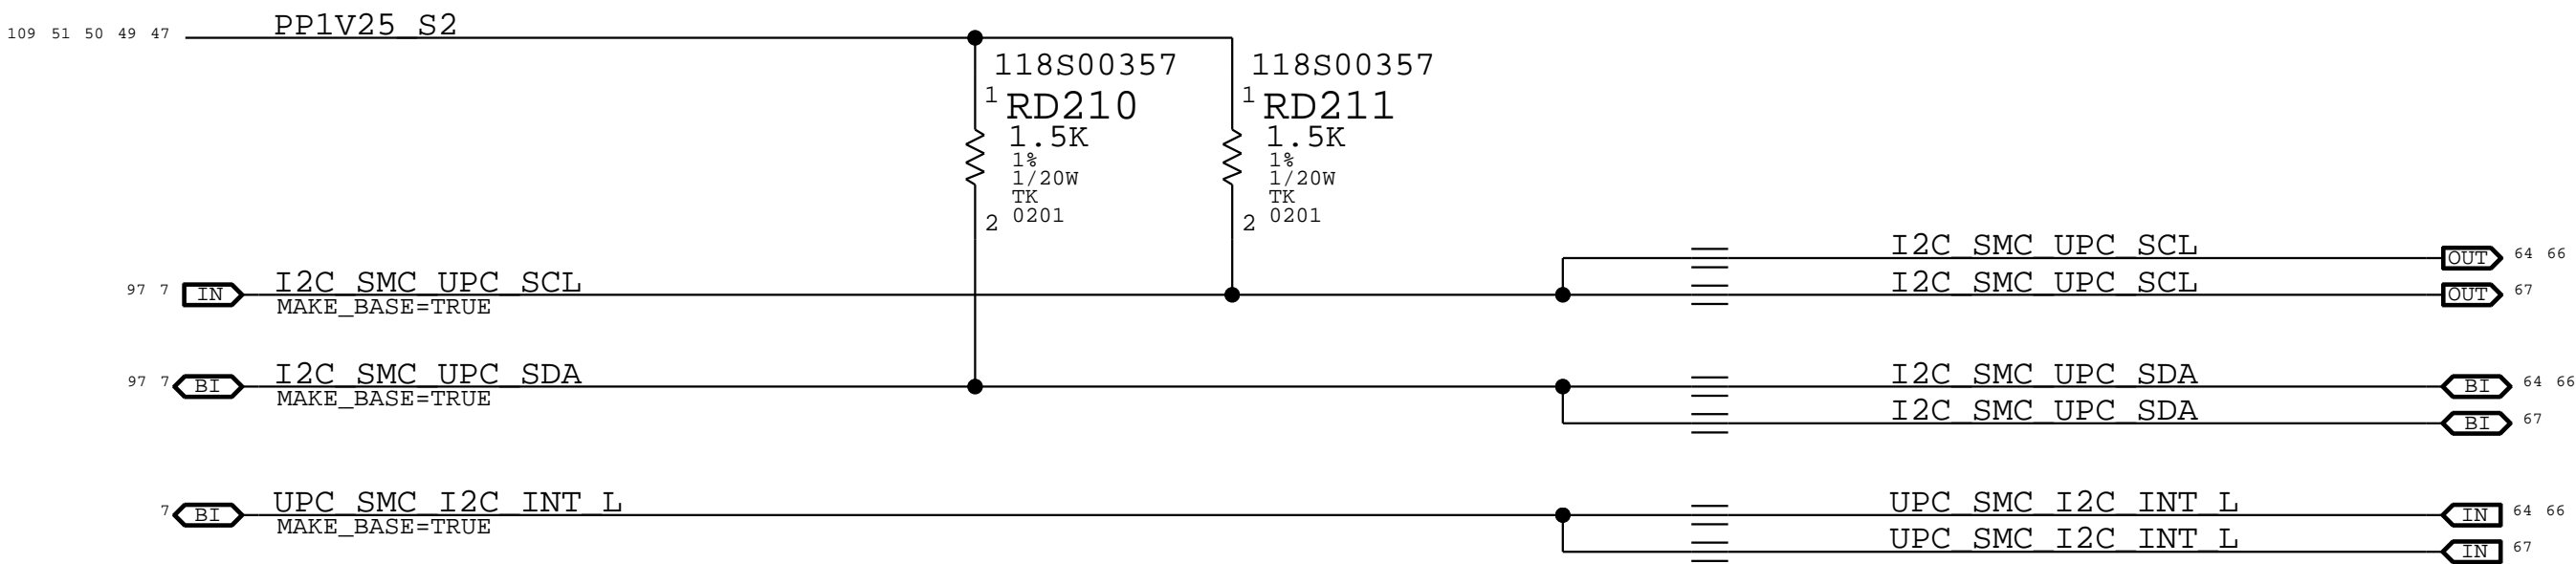 109 51 50 49 47 PP1V25_S2
118S00357 118S00357
1 RD210 1 RD211
1.5K 1.5K
1% 1%
1/20W 1/20W
TK TK
0201 0201
2 2
I2C_SMC_UPC_SCL OUT 64 66
97 7 IN I2C_SMC_UPC_SCL I2C_SMC_UPC_SCL OUT 67
MAKE_BASE=TRUE
97 7 BI I2C_SMC_UPC_SDA I2C_SMC_UPC_SDA BI 64 66
MAKE_BASE=TRUE I2C_SMC_UPC_SDA BI 67
7 BI UPC_SMC_I2C_INT_L UPC_SMC_I2C_INT_L IN 64 66
MAKE_BASE=TRUE UPC_SMC_I2C_INT_L IN 67